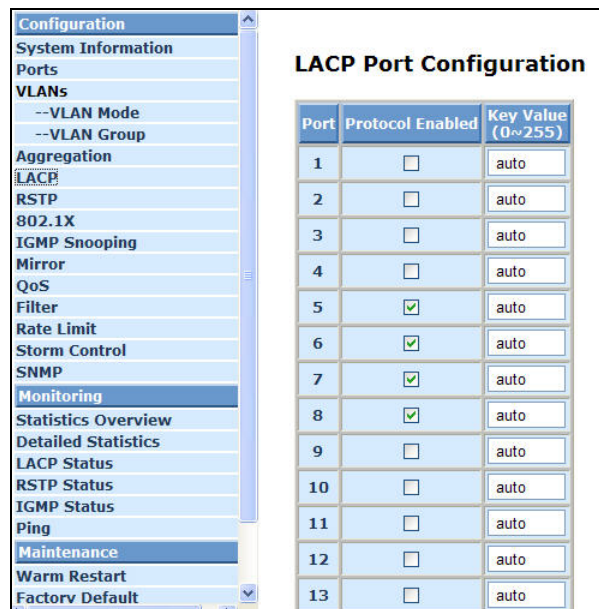 Configuration
System Information
Ports
VLANs
--VLAN Mode
--VLAN Group
Aggregation
LACP
RSTP
802.1X
IGMP Snooping
Mirror
QoS
Filter
Rate Limit
Storm Control
SNMP
Monitoring
Statistics Overview
Detailed Statistics
LACP Status
RSTP Status
IGMP Status
Ping
Maintenance
Warm Restart
Factory Default
LACP Port Configuration
Port Protocol Enabled Key Value (0~255)
1 auto
2 auto
3 auto
4 auto
5 auto
6 auto
7 auto
8 auto
9 auto
10 auto
11 auto
12 auto
13 auto